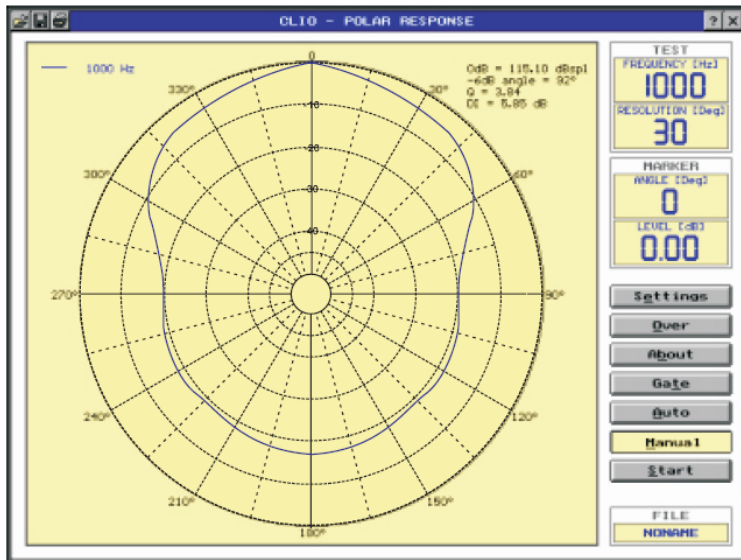 CLIO - POLAR RESPONSE
? X
1000 Hz
0dB = 115.10 dBspl
-6dB angle = 92°
Q = 3.84
DI = 5.85 dB
0
30°
60°
90°
120°
150°
180°
210°
240°
270°
300°
330°
-10
-20
-30
-40
TEST
FREQUENCY [Hz]
1000
RESOLUTION [Deg]
30
MARKER
ANGLE [Deg]
0
LEVEL [dB]
0.00
Settings
Over
About
Gate
Auto
Manual
Start
FILE
NONAME